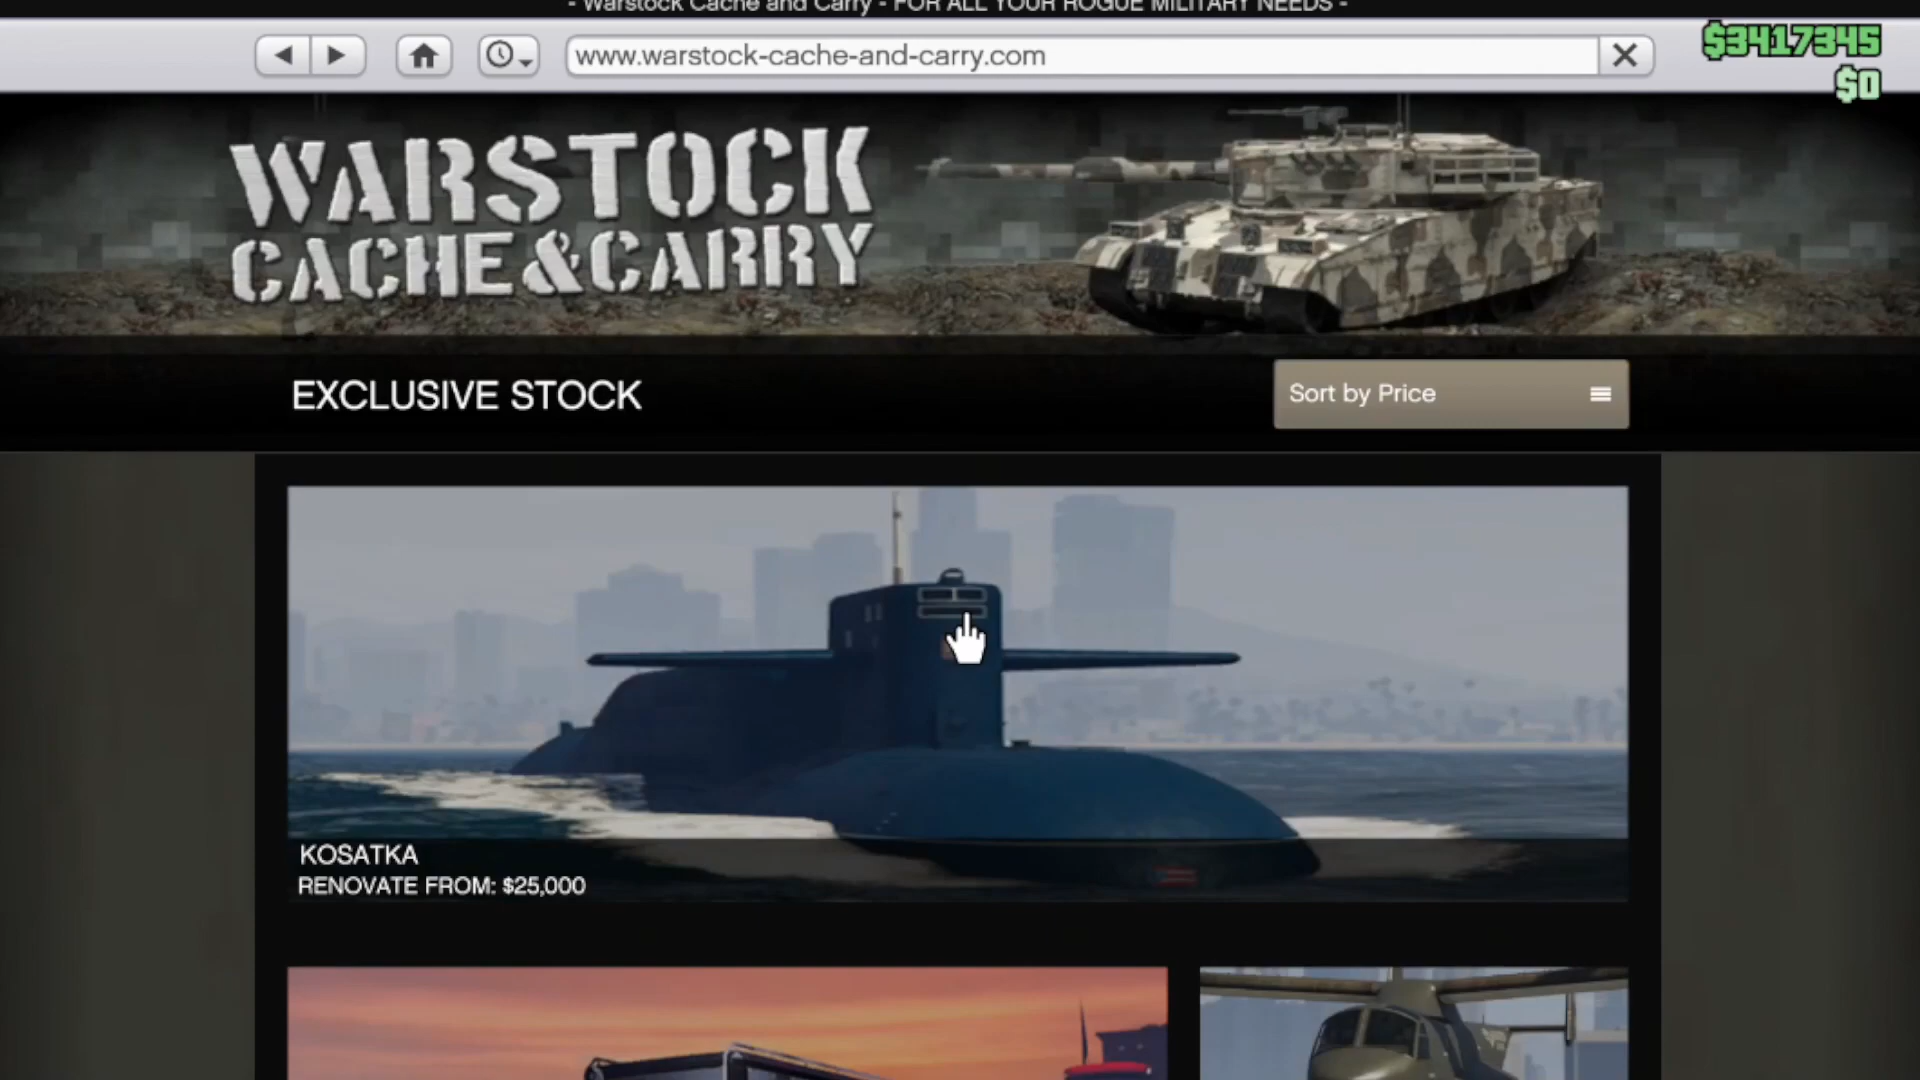 - Warstock Cache and Carry - FOR ALL YOUR ROGUE MILITARY NEEDS -
www.warstock-cache-and-carry.com
$3417345
$0
WARSTOCK
CACHE&CARRY
EXCLUSIVE STOCK
Sort by Price
KOSATKA
RENOVATE FROM: $25,000